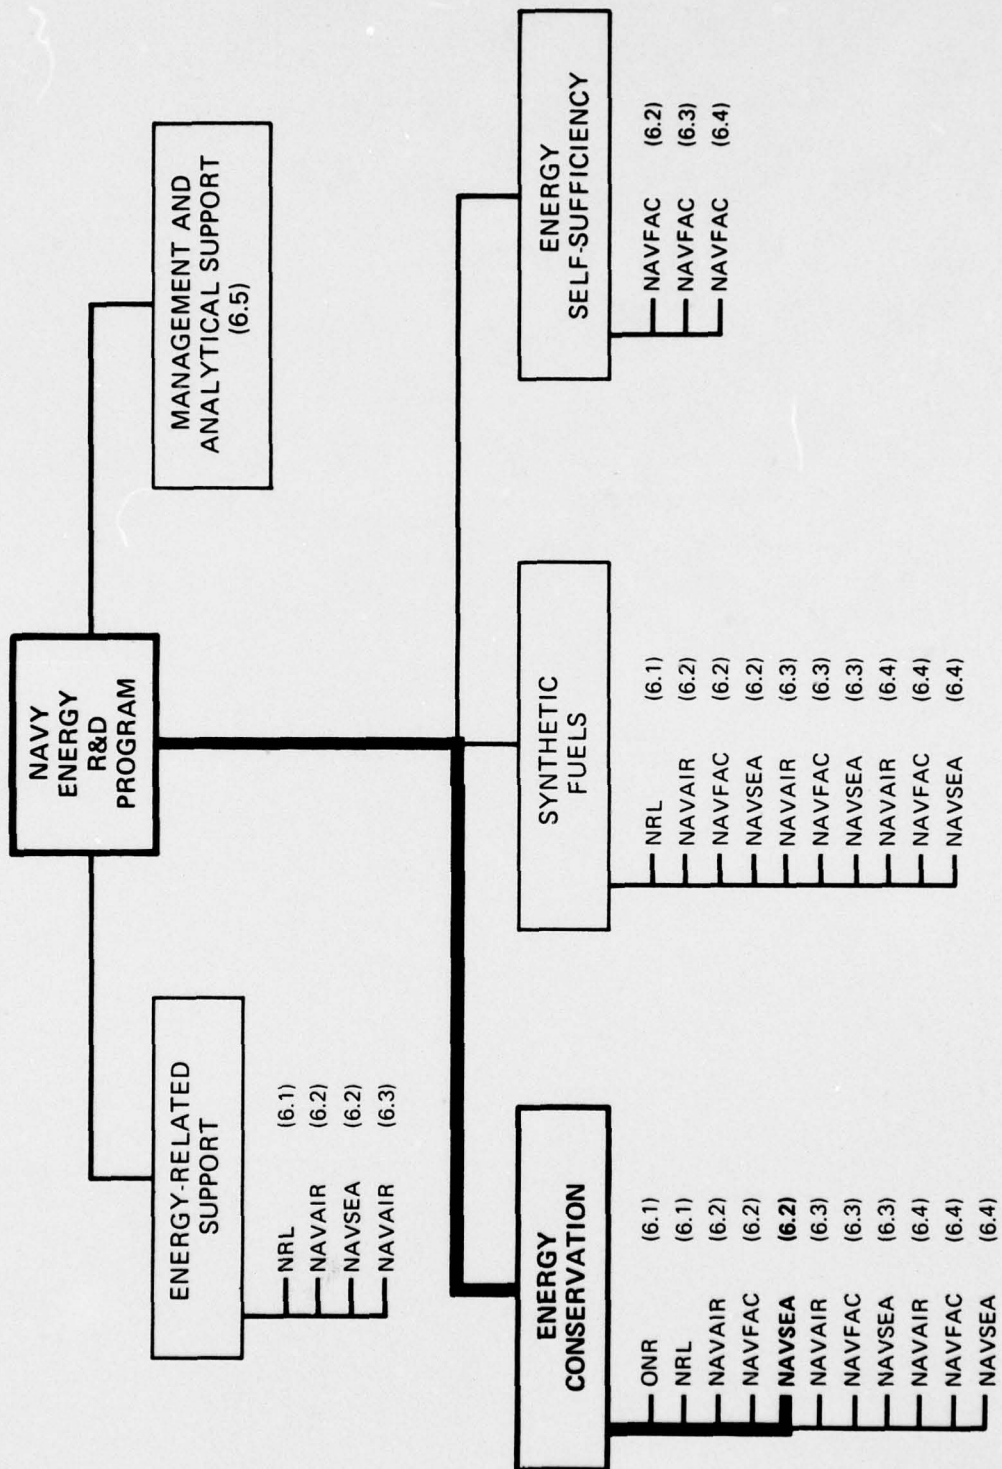 NAVY
ENERGY
R&D
PROGRAM
ENERGY-RELATED
SUPPORT
NRL (6.1)
NAVAIR (6.2)
NAVSEA (6.2)
NAVAIR (6.3)
MANAGEMENT AND
ANALYTICAL SUPPORT
(6.5)
ENERGY
CONSERVATION
ONR (6.1)
NRL (6.1)
NAVAIR (6.2)
NAVFAC (6.2)
NAVSEA (6.2)
NAVAIR (6.3)
NAVFAC (6.3)
NAVSEA (6.3)
NAVAIR (6.4)
NAVFAC (6.4)
NAVSEA (6.4)
SYNTHETIC
FUELS
NRL (6.1)
NAVAIR (6.2)
NAVFAC (6.2)
NAVSEA (6.2)
NAVAIR (6.3)
NAVFAC (6.3)
NAVSEA (6.3)
NAVAIR (6.4)
NAVFAC (6.4)
NAVSEA (6.4)
ENERGY
SELF-SUFFICIENCY
NAVFAC (6.2)
NAVFAC (6.3)
NAVFAC (6.4)